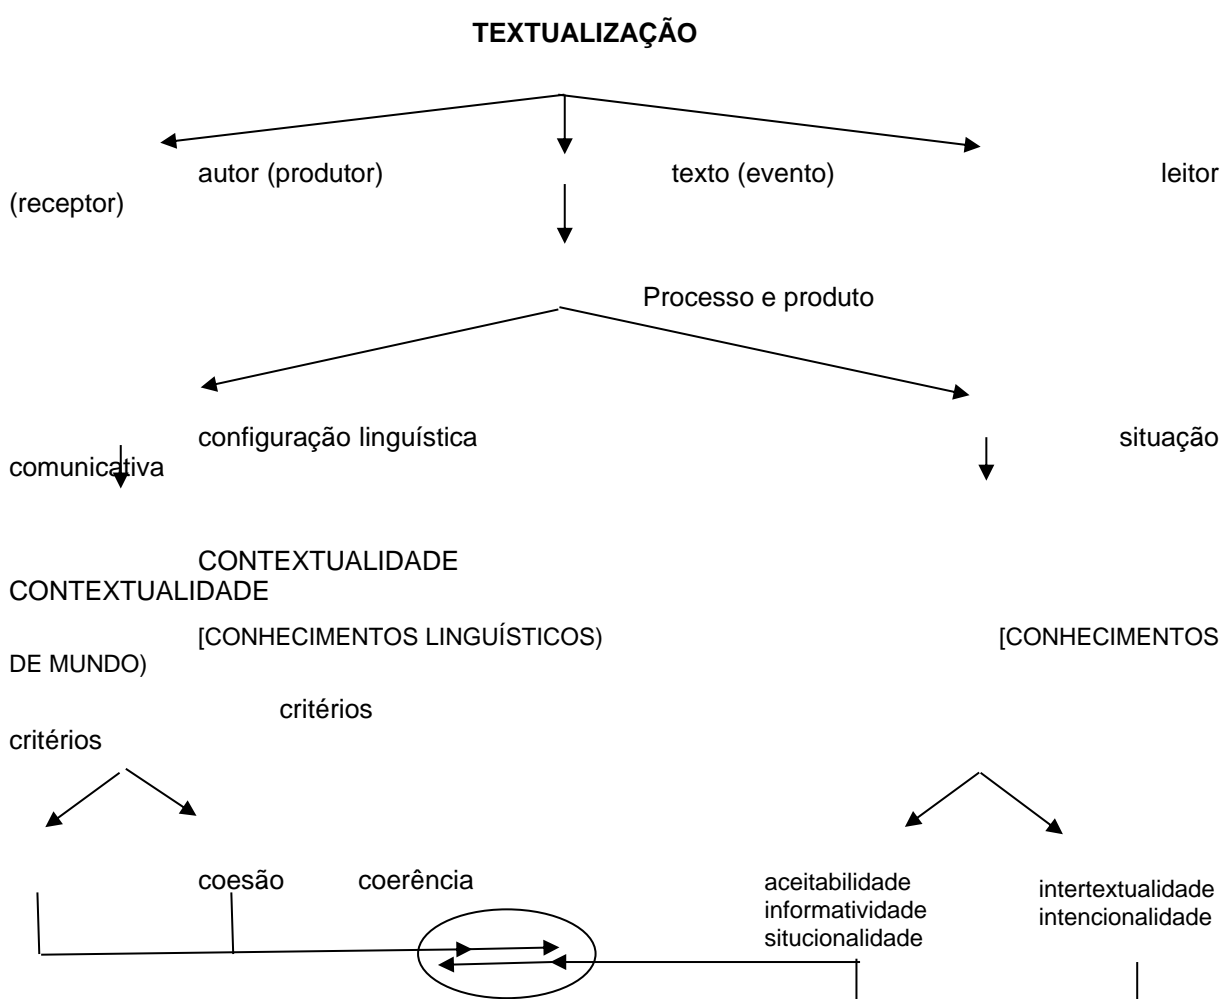 TEXTUALIZAÇÃO
autor (produtor) texto (evento) leitor
(receptor)
Processo e produto
configuração linguística situação
comunicativa
CONTEXTUALIDADE
CONTEXTUALIDADE
[CONHECIMENTOS LINGUÍSTICOS) [CONHECIMENTOS
DE MUNDO)
critérios
critérios
coesão coerência
aceitabilidade
informatividade
situcionalidade
intertextualidade
intencionalidade